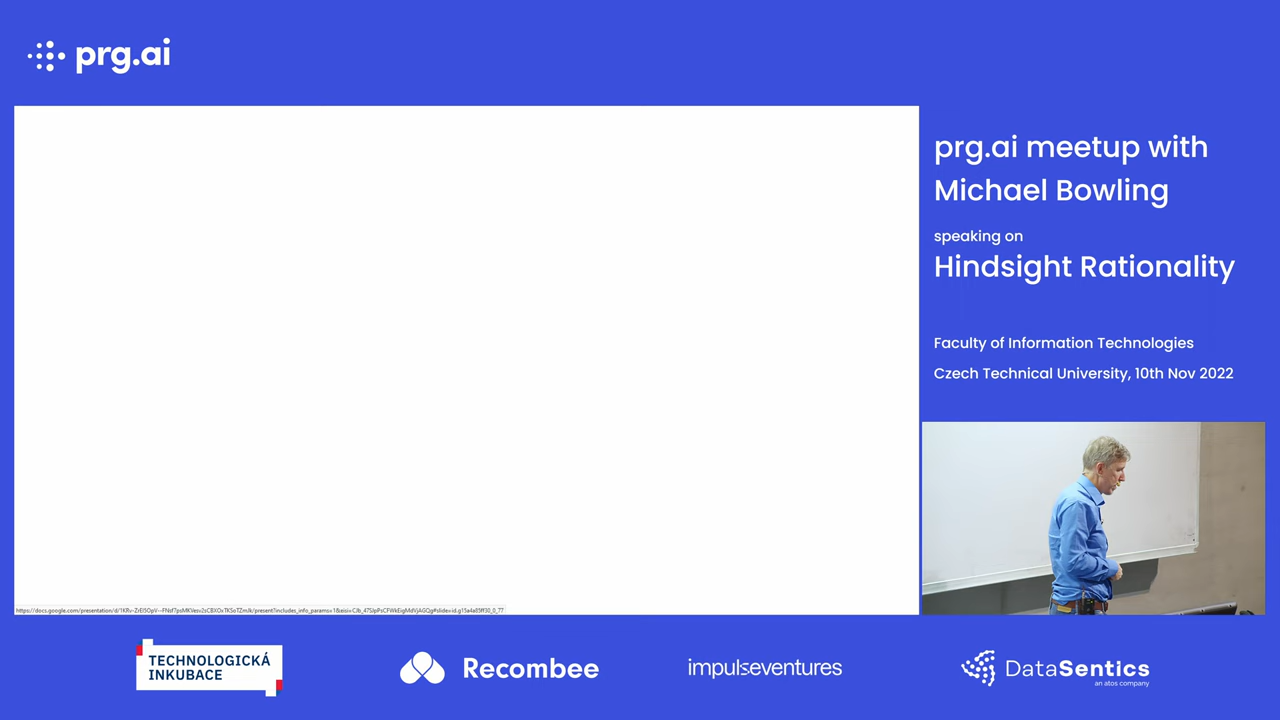 prg.ai
prg.ai meetup with
Michael Bowling
speaking on
Hindsight Rationality
Faculty of Information Technologies
Czech Technical University, 10th Nov 2022
TECHNOLOGICKÁ
INKUBACE
Recombee
impulseventures
DataSentics
an atos company